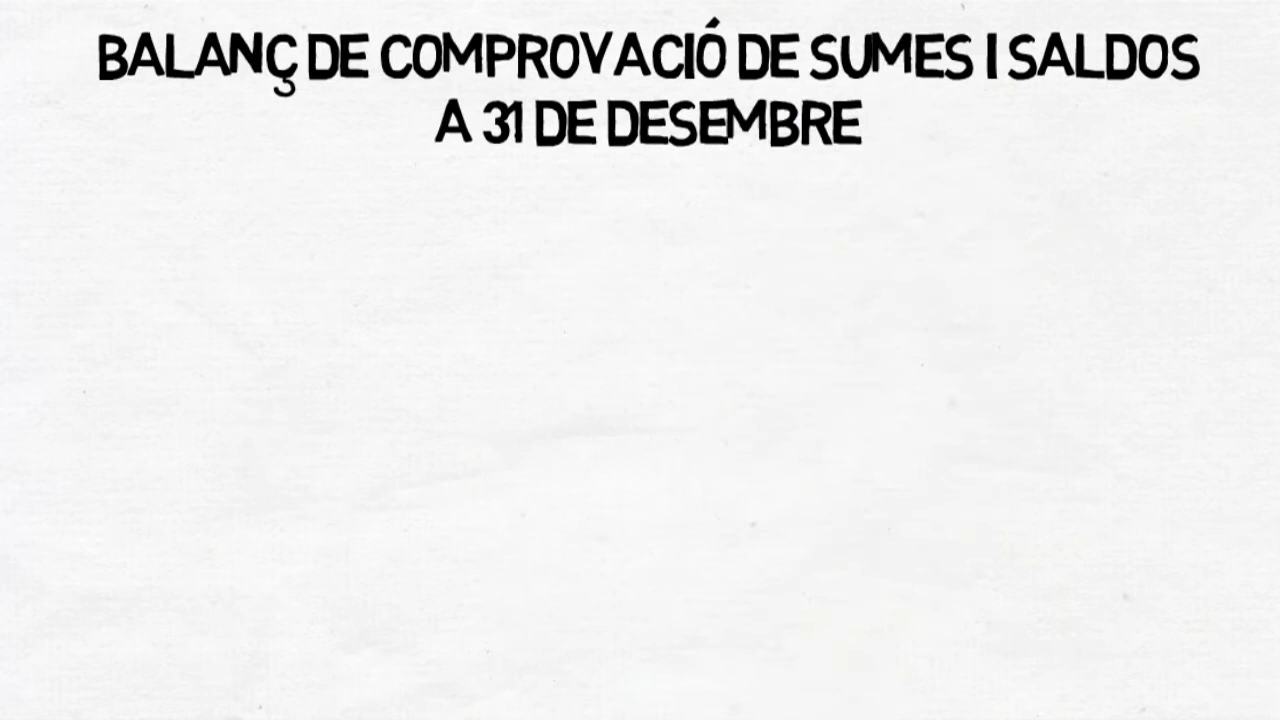 BALANÇ DE COMPROVACIÓ DE SUMES I SALDOS
A 31 DE DESEMBRE